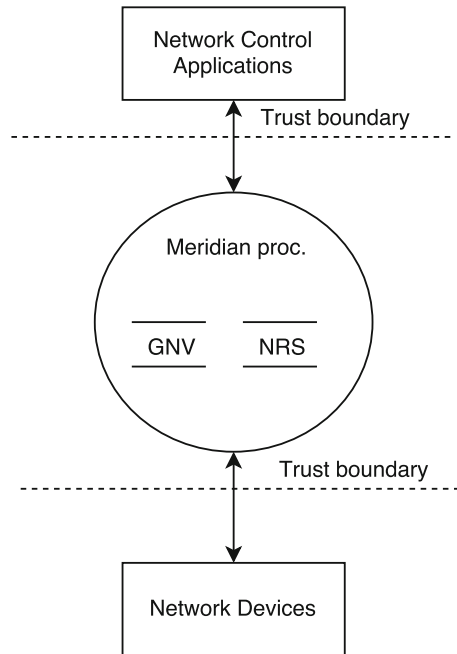 Network Control
Applications
Trust boundary
Meridian proc.
GNV NRS
Trust boundary
Network Devices